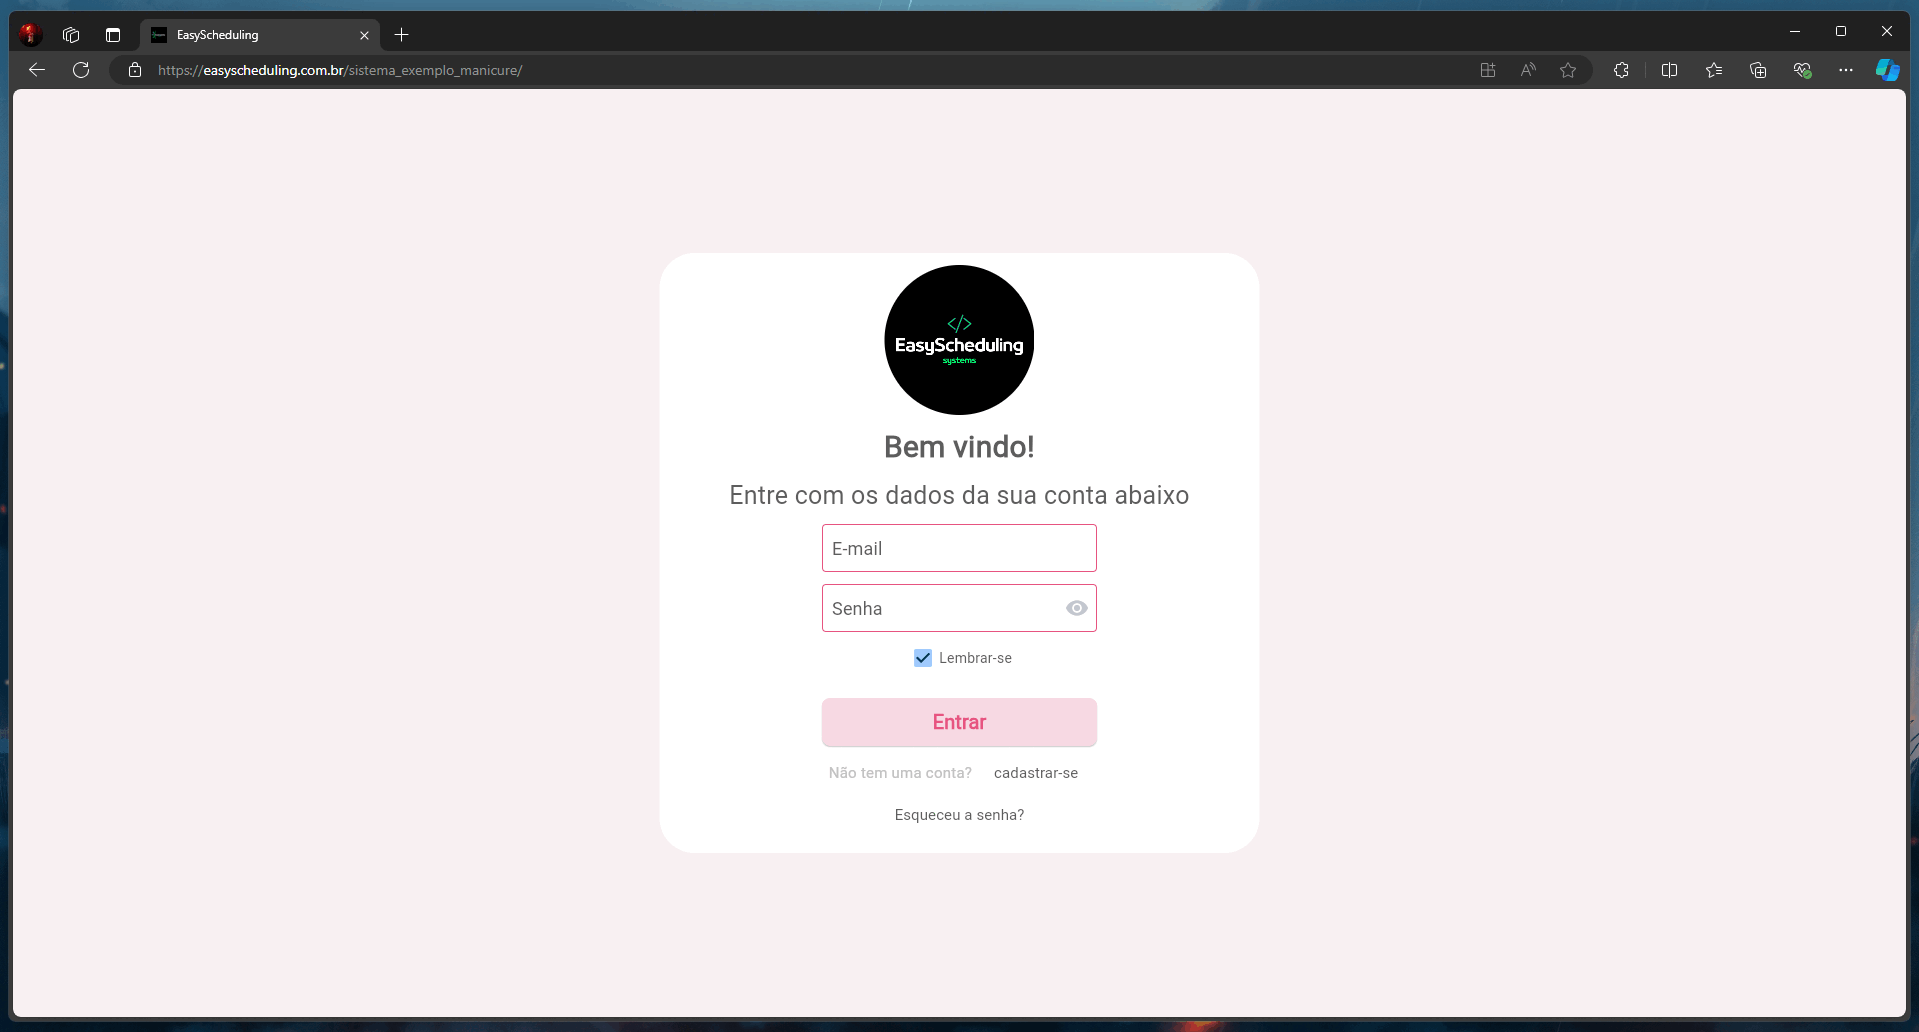 EasyScheduling
https://easyscheduling.com.br/sistema_exemplo_manicure/
</>
EasyScheduling
systems
Bem vindo!
Entre com os dados da sua conta abaixo
E-mail
Senha
Lembrar-se
Entrar
Não tem uma conta? cadastrar-se
Esqueceu a senha?